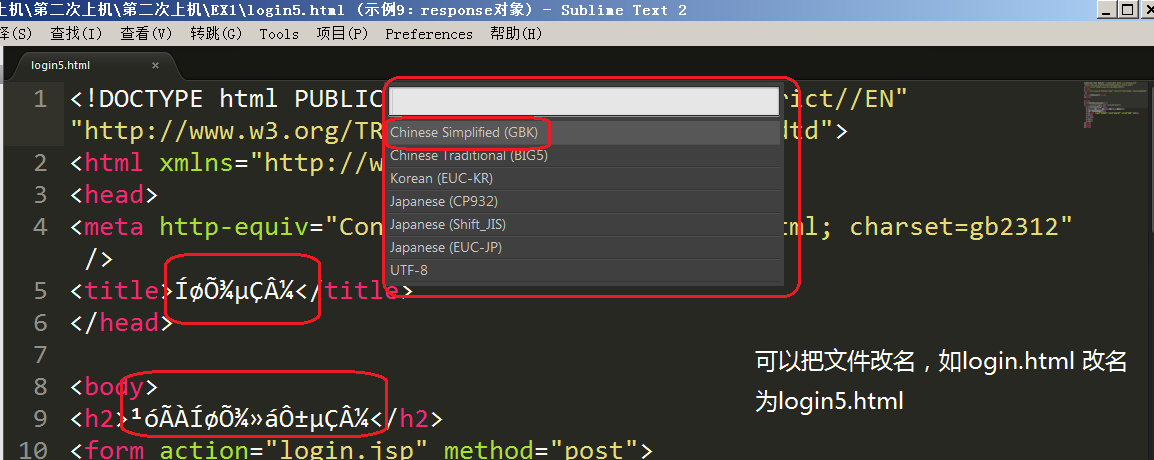 上机\第二次上机\第二次上机\EX1\login5.html (示例9：response对象) - Sublime Text 2
择(S) 查找(I) 查看(V) 转跳(G) Tools 项目(P) Preferences 帮助(H)
login5.html ×
1 <!DOCTYPE html PUBLIC rict//EN"
"http://www.w3.org/TR dtd">
Chinese Simplified (GBK)
Chinese Traditional (BIG5)
Korean (EUC-KR)
Japanese (CP932)
Japanese (Shift_JIS)
Japanese (EUC-JP)
UTF-8
2 <html xmlns="http://w
3 <head>
4 <meta http-equiv="Con ml; charset=gb2312"
/>
5 <title>ÍøÕ¾µÇÂ¼</title>
6 </head>
7
8 <body>
9 <h2>¹óÃÀÍøÕ¾»áÔ±µÇÂ¼</h2>
10 <form action="login.jsp" method="post">
可以把文件改名，如login.html 改名
为login5.html